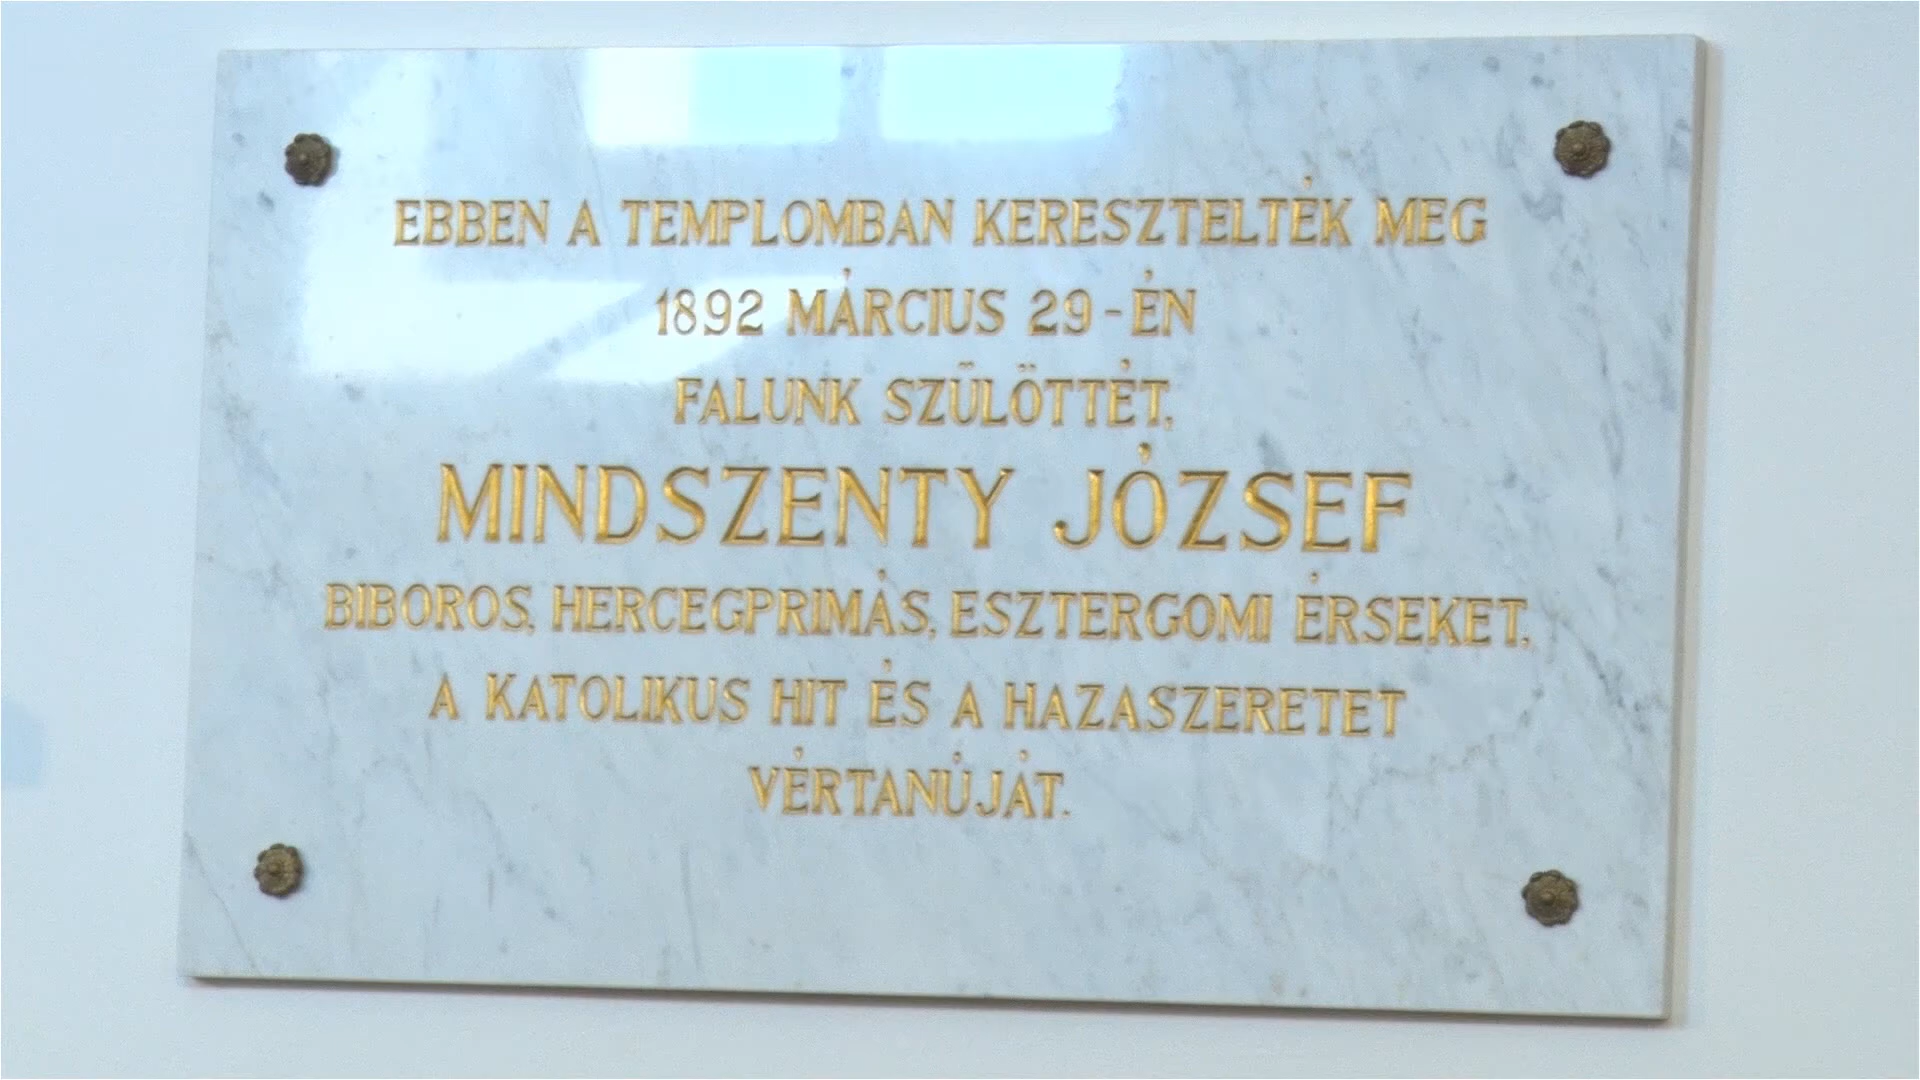 EBBEN A TEMPLOMBAN KERESZTELTÉK MEG
1892 MÁRCIUS 29-ÉN
FALUNK SZÜLÖTTÉT,
MINDSZENTY JÓZSEF
BIBOROS, HERCEGPRIMÁS, ESZTERGOMI ÉRSEKET,
A KATOLIKUS HIT ÉS A HAZASZERETET
VÉRTANÚJÁT.